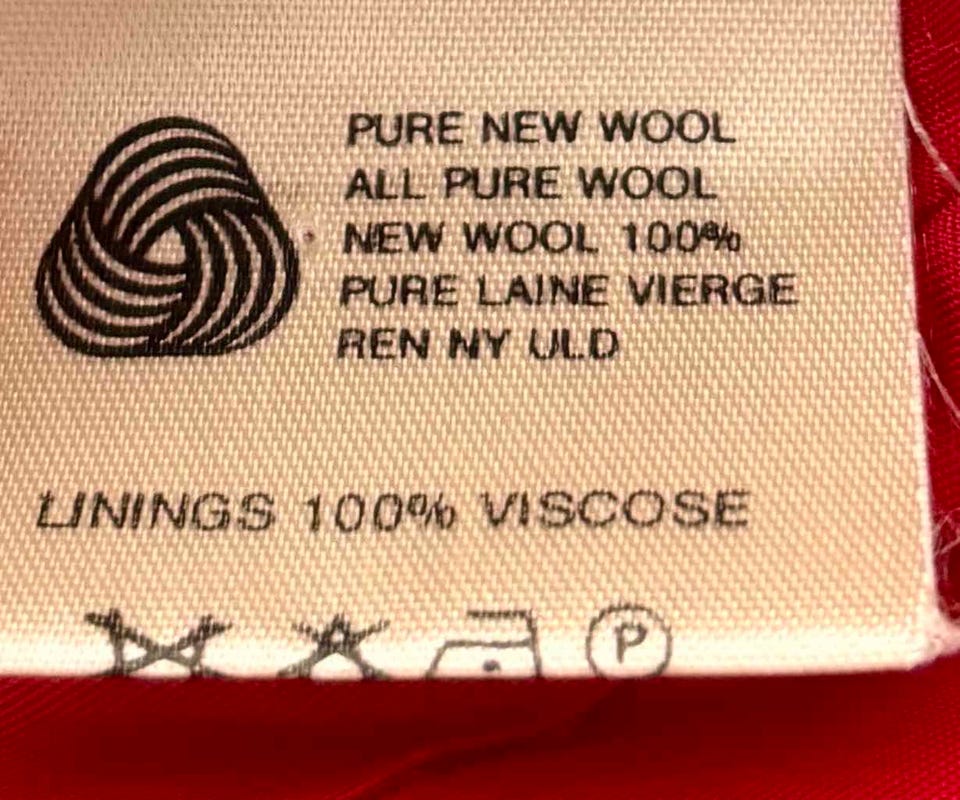 PURE NEW WOOL
ALL PURE WOOL
NEW WOOL 100%
PURE LAINE VIERGE
REN NY ULD
LININGS 100% VISCOSE
P